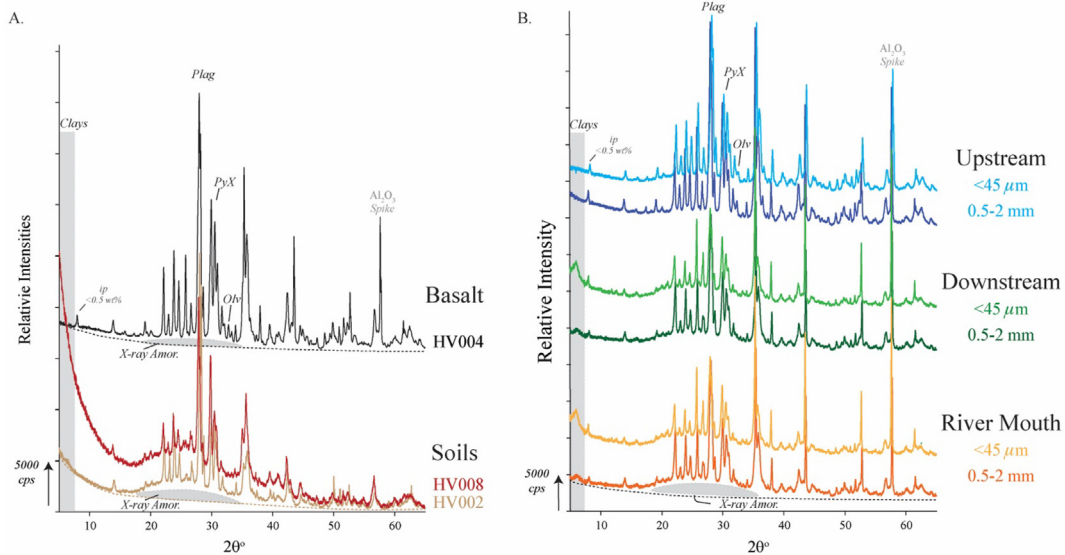 A.
Relativie Intensities
5000
cps
Clays
ip
<0.5 wt%
Plag
PyX
Olv
Al₂O₃
Spike
Basalt
HV004
X-ray Amor.
Soils
HV008
HV002
X-ray Amor.
10
20
30
40
50
60
2θº
B.
Relative Intensity
5000
cps
Clays
ip
<0.5 wt%
Plag
PyX
Olv
Al₂O₃
Spike
Upstream
<45 µm
0.5-2 mm
Downstream
<45 µm
0.5-2 mm
River Mouth
<45 µm
0.5-2 mm
X-ray Amor.
10
20
30
40
50
60
2θº